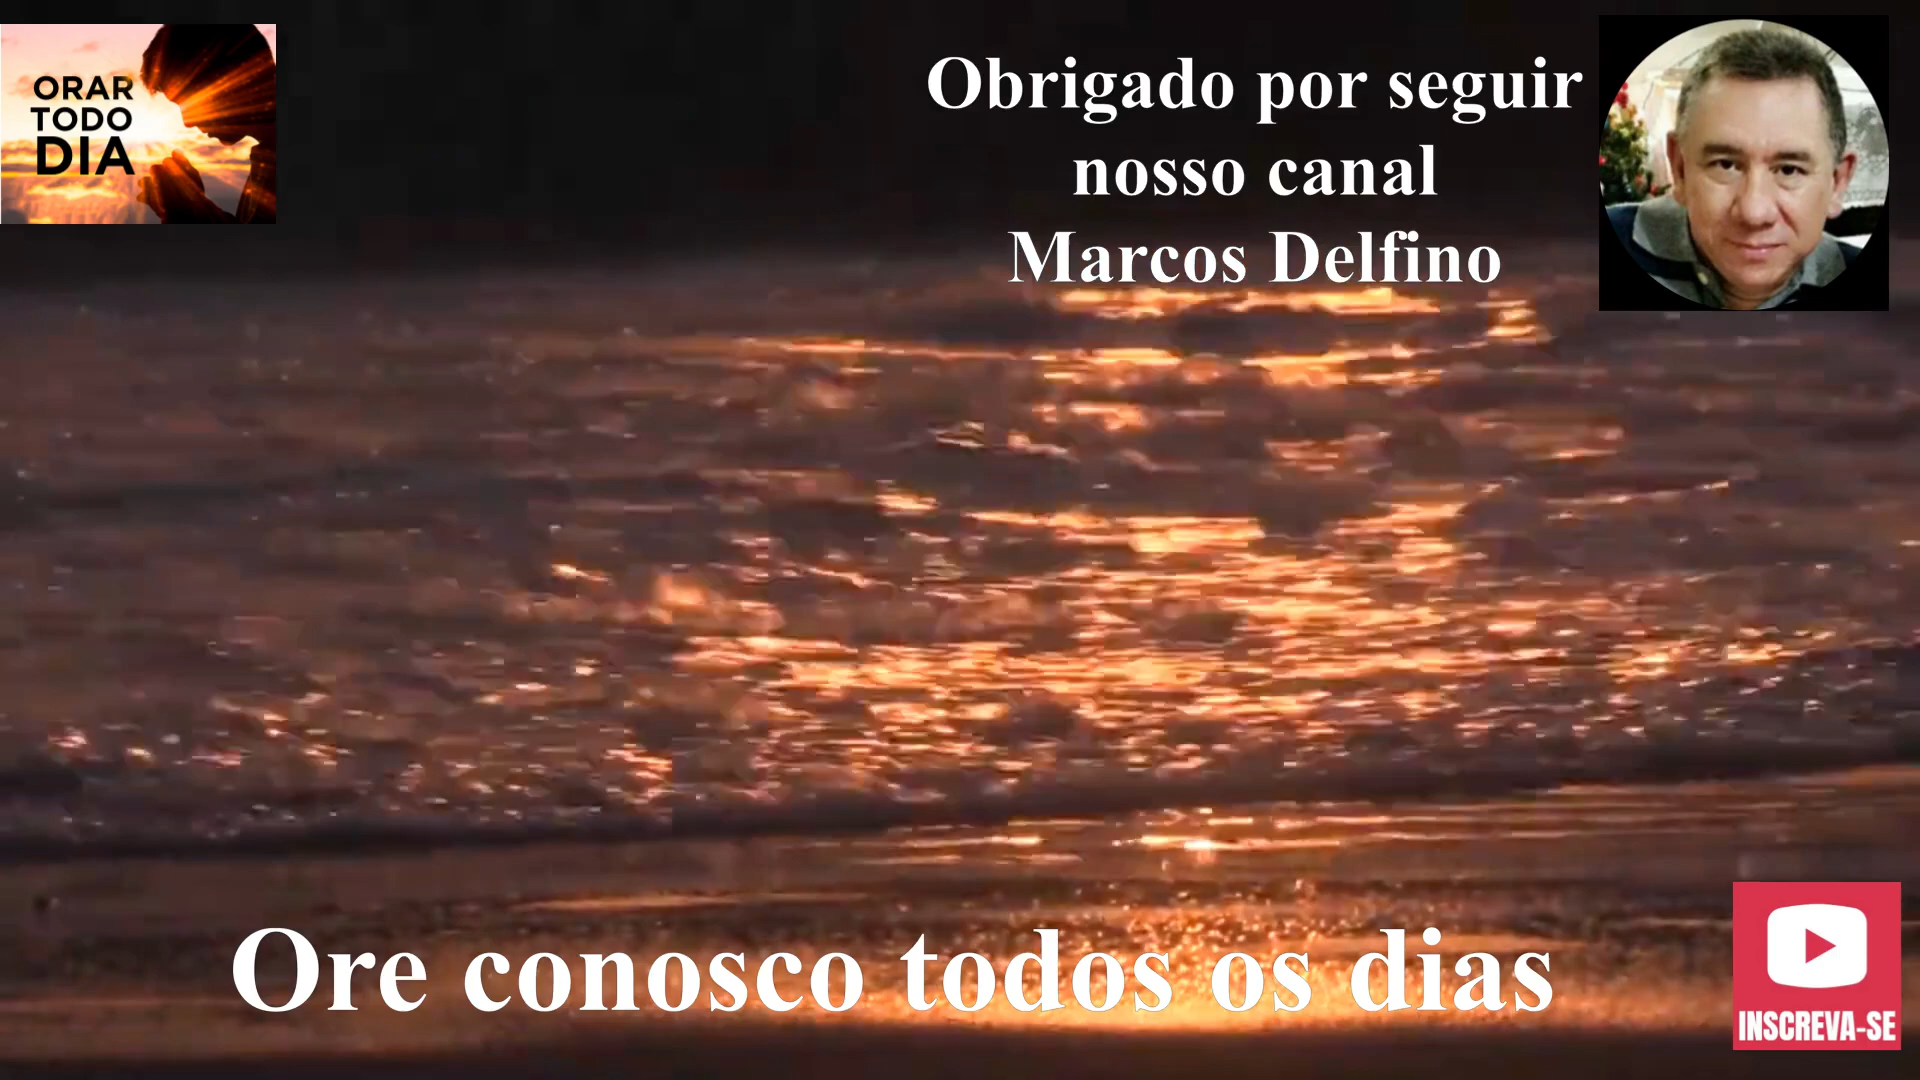 ORAR
TODO
DIA
Obrigado por seguir
nosso canal
Marcos Delfino
Ore conosco todos os dias
INSCREVA-SE